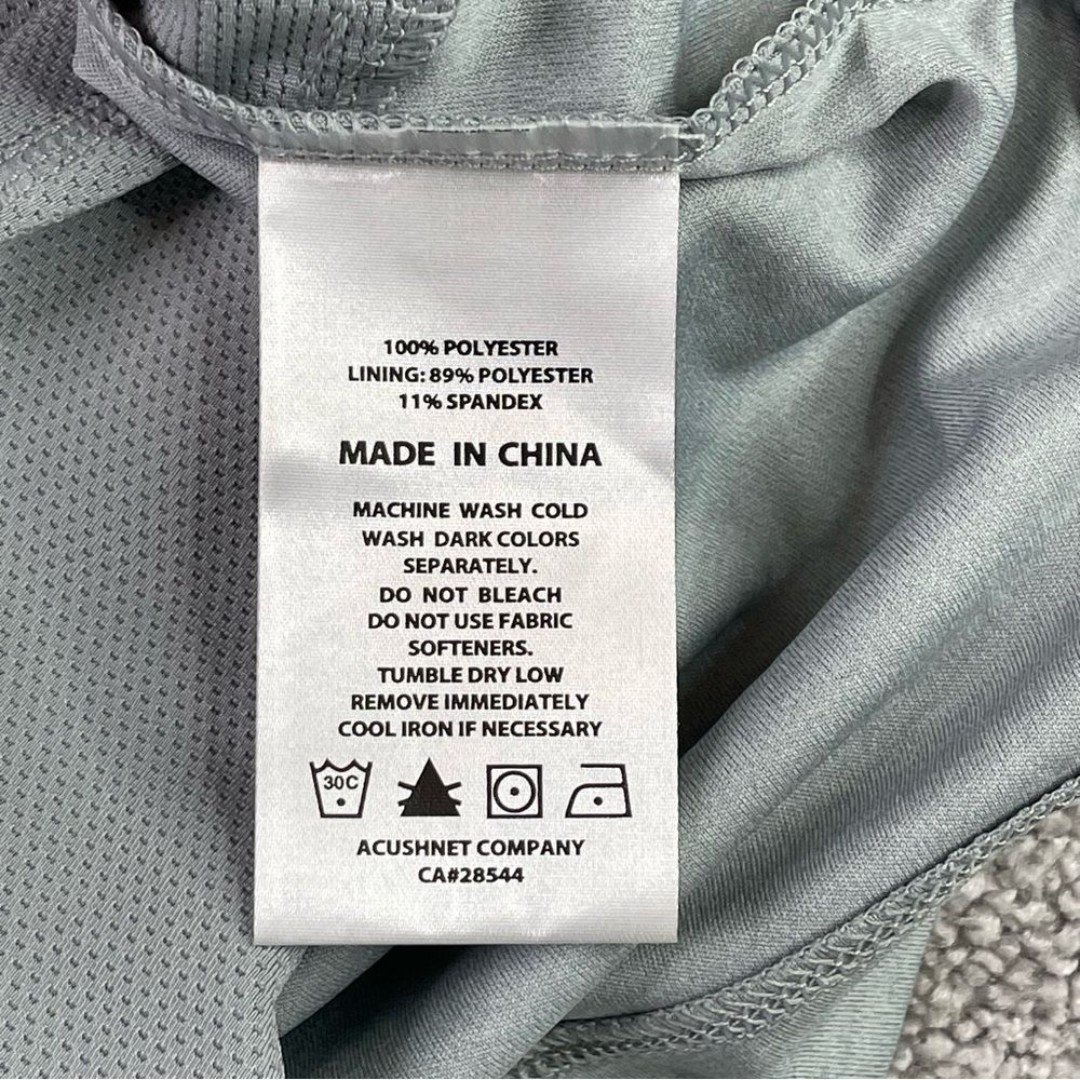 100% POLYESTER
LINING: 89% POLYESTER
11% SPANDEX
MADE IN CHINA
MACHINE WASH COLD
WASH DARK COLORS
SEPARATELY.
DO NOT BLEACH
DO NOT USE FABRIC
SOFTENERS.
TUMBLE DRY LOW
REMOVE IMMEDIATELY
COOL IRON IF NECESSARY
30C
ACUSHNET COMPANY
CA#28544